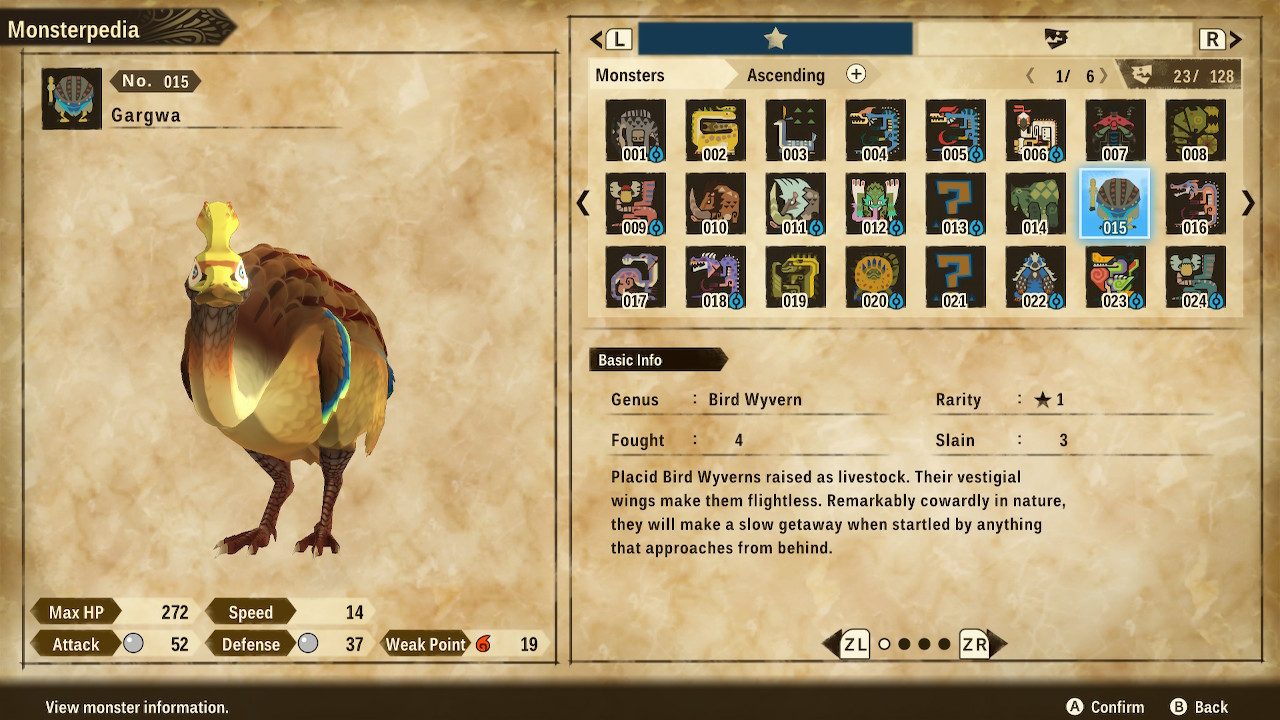 Monsterpedia
No. 015
Gargwa
L
R
Monsters
Ascending
1/ 6
23/ 128
001 002 003 004 005 006 007 008
009 010 011 012 013 014 015 016
017 018 019 020 021 022 023 024
Basic Info
Genus : Bird Wyvern
Rarity : ★ 1
Fought : 4
Slain : 3
Placid Bird Wyverns raised as livestock. Their vestigial
wings make them flightless. Remarkably cowardly in nature,
they will make a slow getaway when startled by anything
that approaches from behind.
Max HP 272
Speed 14
Attack 52
Defense 37
Weak Point 19
ZL
ZR
View monster information.
A Confirm
B Back